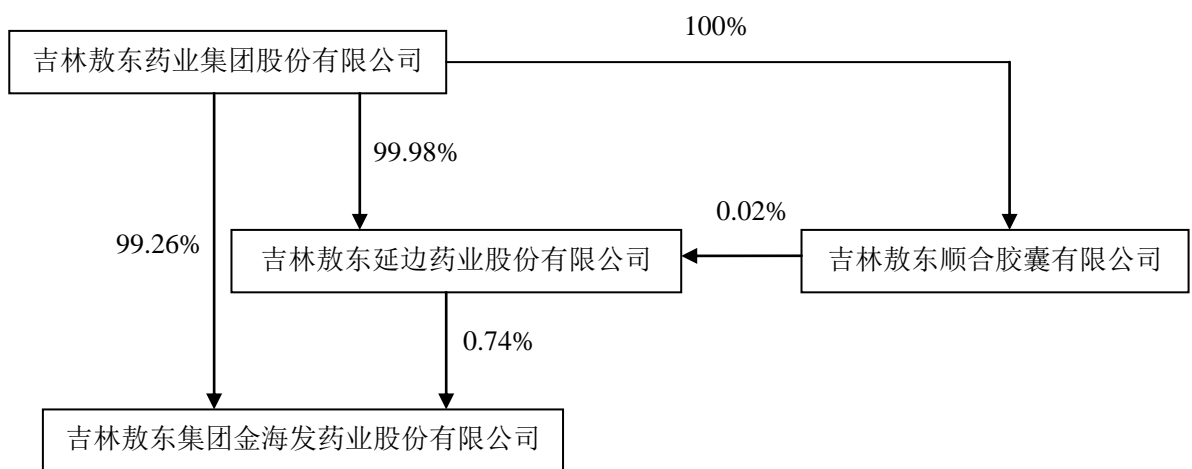 100%
吉林敖东药业集团股份有限公司
99.98%
0.02%
99.26%
吉林敖东延边药业股份有限公司
吉林敖东顺合胶囊有限公司
0.74%
吉林敖东集团金海发药业股份有限公司